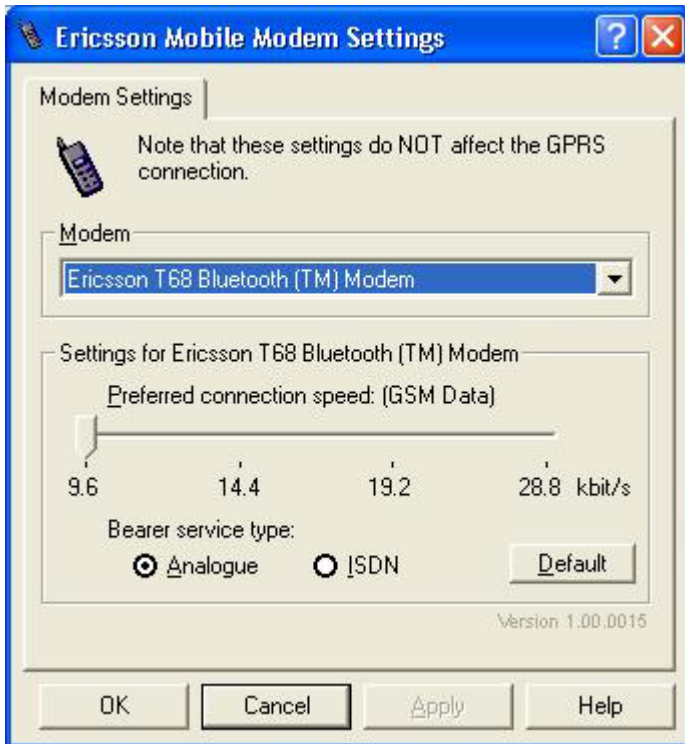 Ericsson Mobile Modem Settings
?
Modem Settings
Note that these settings do NOT affect the GPRS
connection.
Modem
Ericsson T68 Bluetooth (TM) Modem
Settings for Ericsson T68 Bluetooth (TM) Modem
Preferred connection speed: (GSM Data)
9.6 14.4 19.2 28.8 kbit/s
Bearer service type:
Analogue ISDN Default
Version 1.00.0015
OK Cancel Apply Help